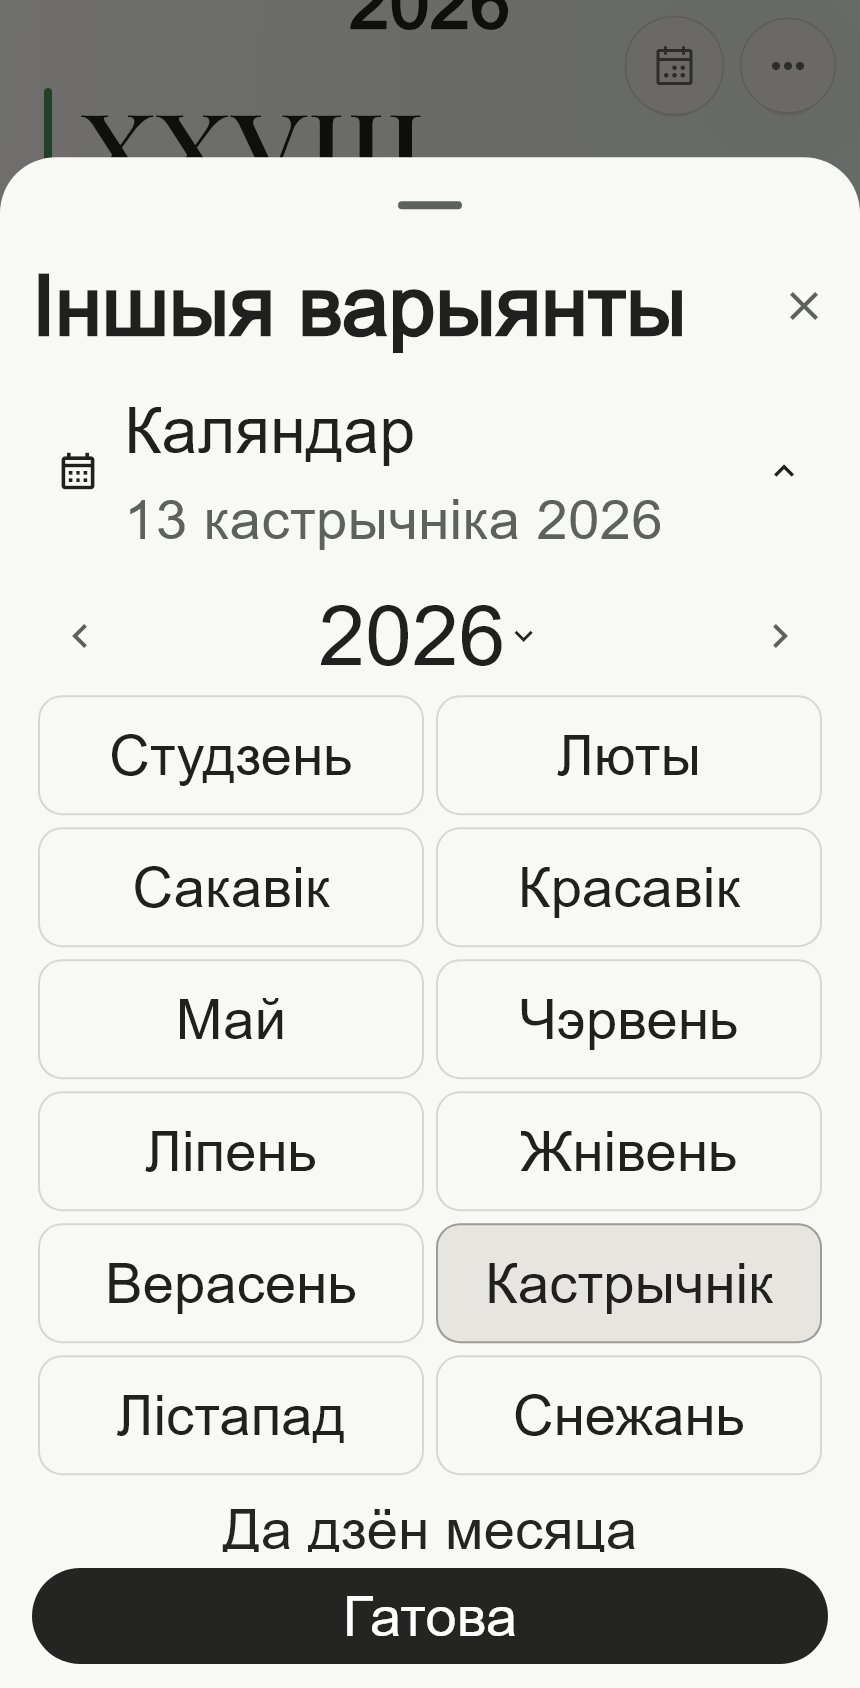 2026
XXVIII
Іншыя варыянты
Каляндар
13 кастрычніка 2026
2026
Студзень
Люты
Сакавік
Красавік
Май
Чэрвень
Ліпень
Жнівень
Верасень
Кастрычнік
Лістапад
Снежань
Да дзён месяца
Гатова